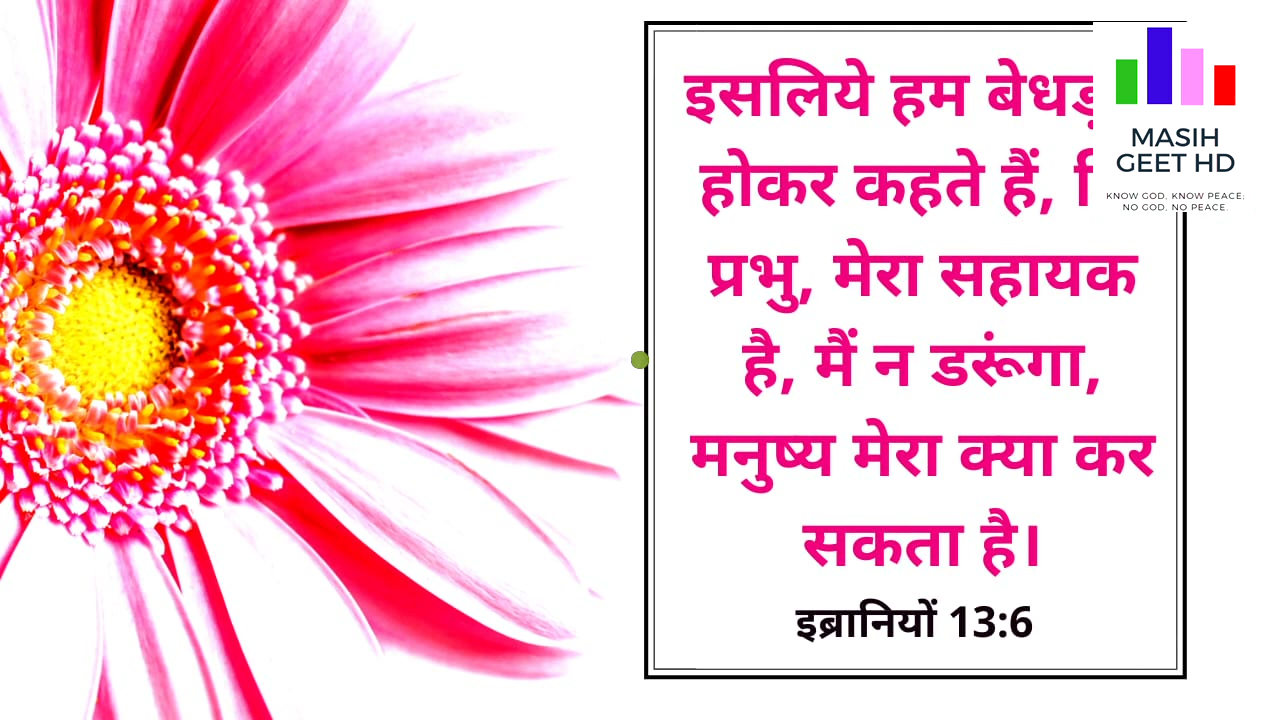 इसलिये हम
होकर कहते हैं,
प्रभु, मेरा सहायक
है, मैं न डरूंगा,
मनुष्य मेरा क्या कर
सकता है।
इब्रानियों 13:6
MASIH
GEET HD
KNOW GOD, KNOW PEACE;
NO GOD, NO PEACE.